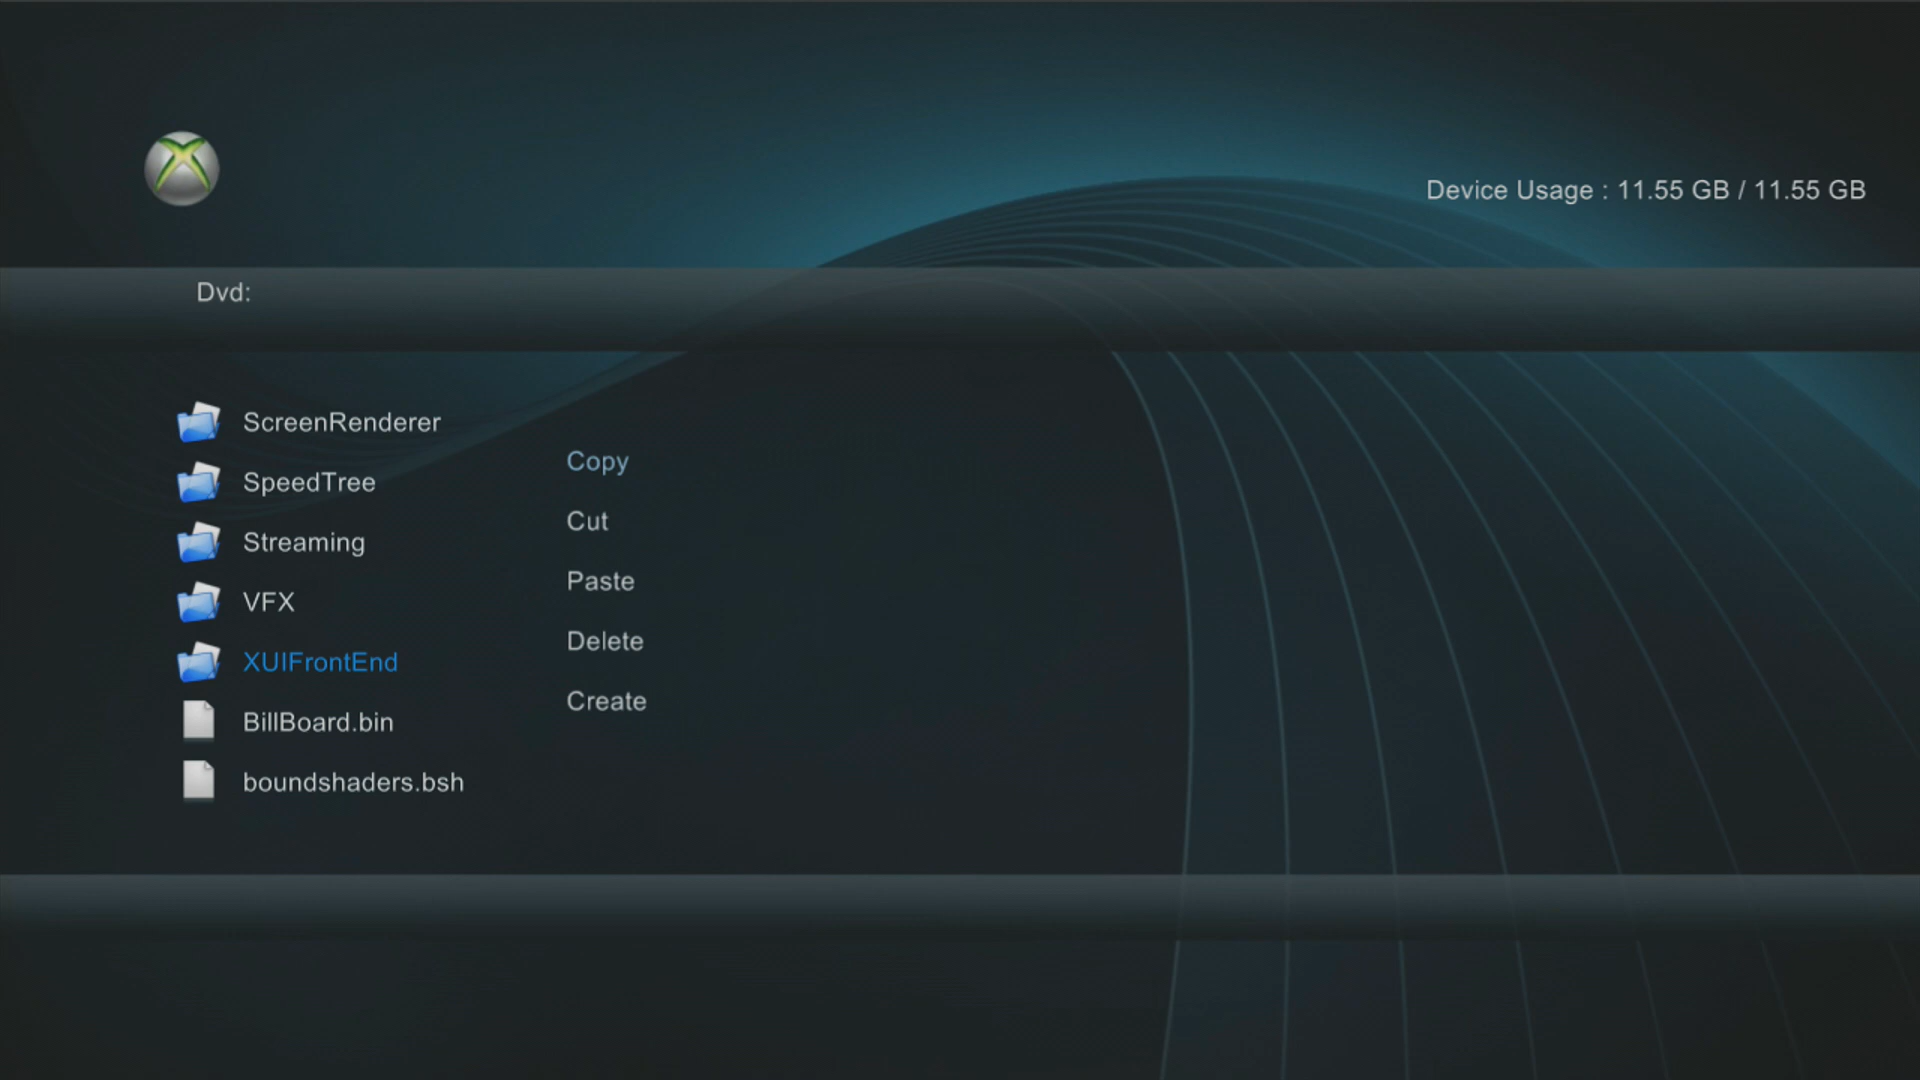 Device Usage : 11.55 GB / 11.55 GB
Dvd:
ScreenRenderer
SpeedTree
Streaming
VFX
XUIFrontEnd
BillBoard.bin
boundshaders.bsh
Copy
Cut
Paste
Delete
Create